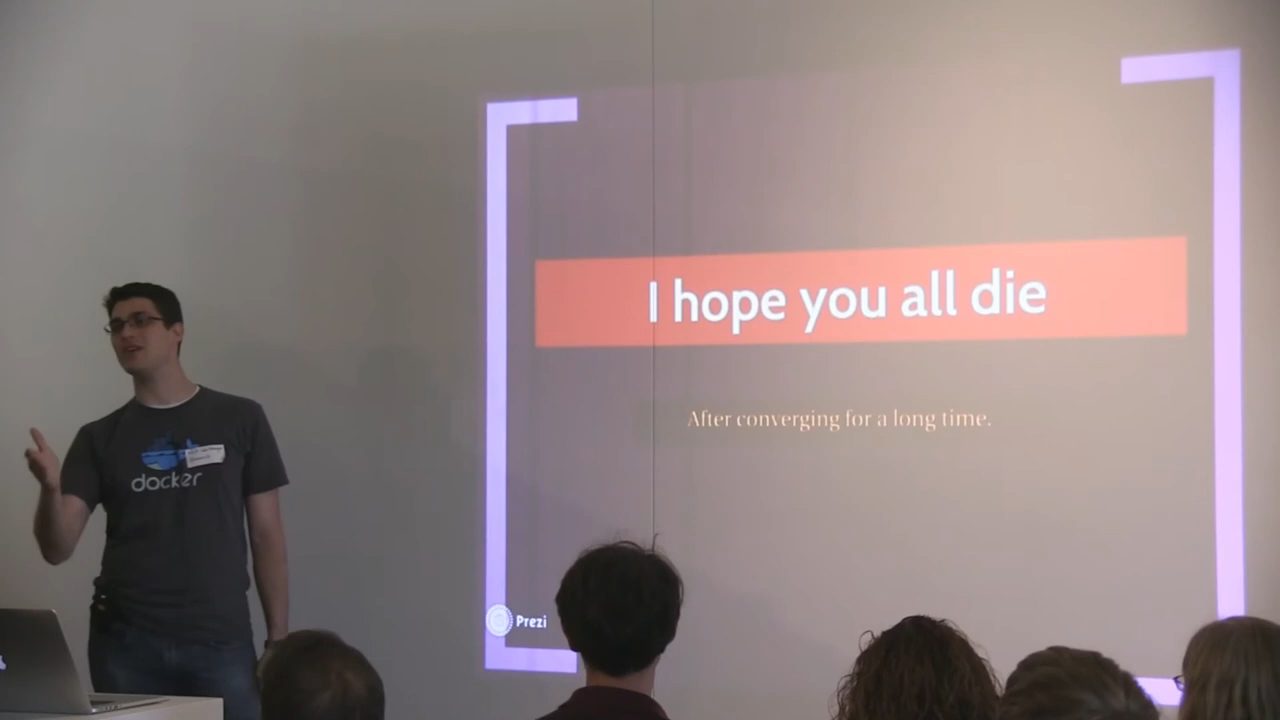 I hope you all die
After converging for a long time.
docker
Prezi